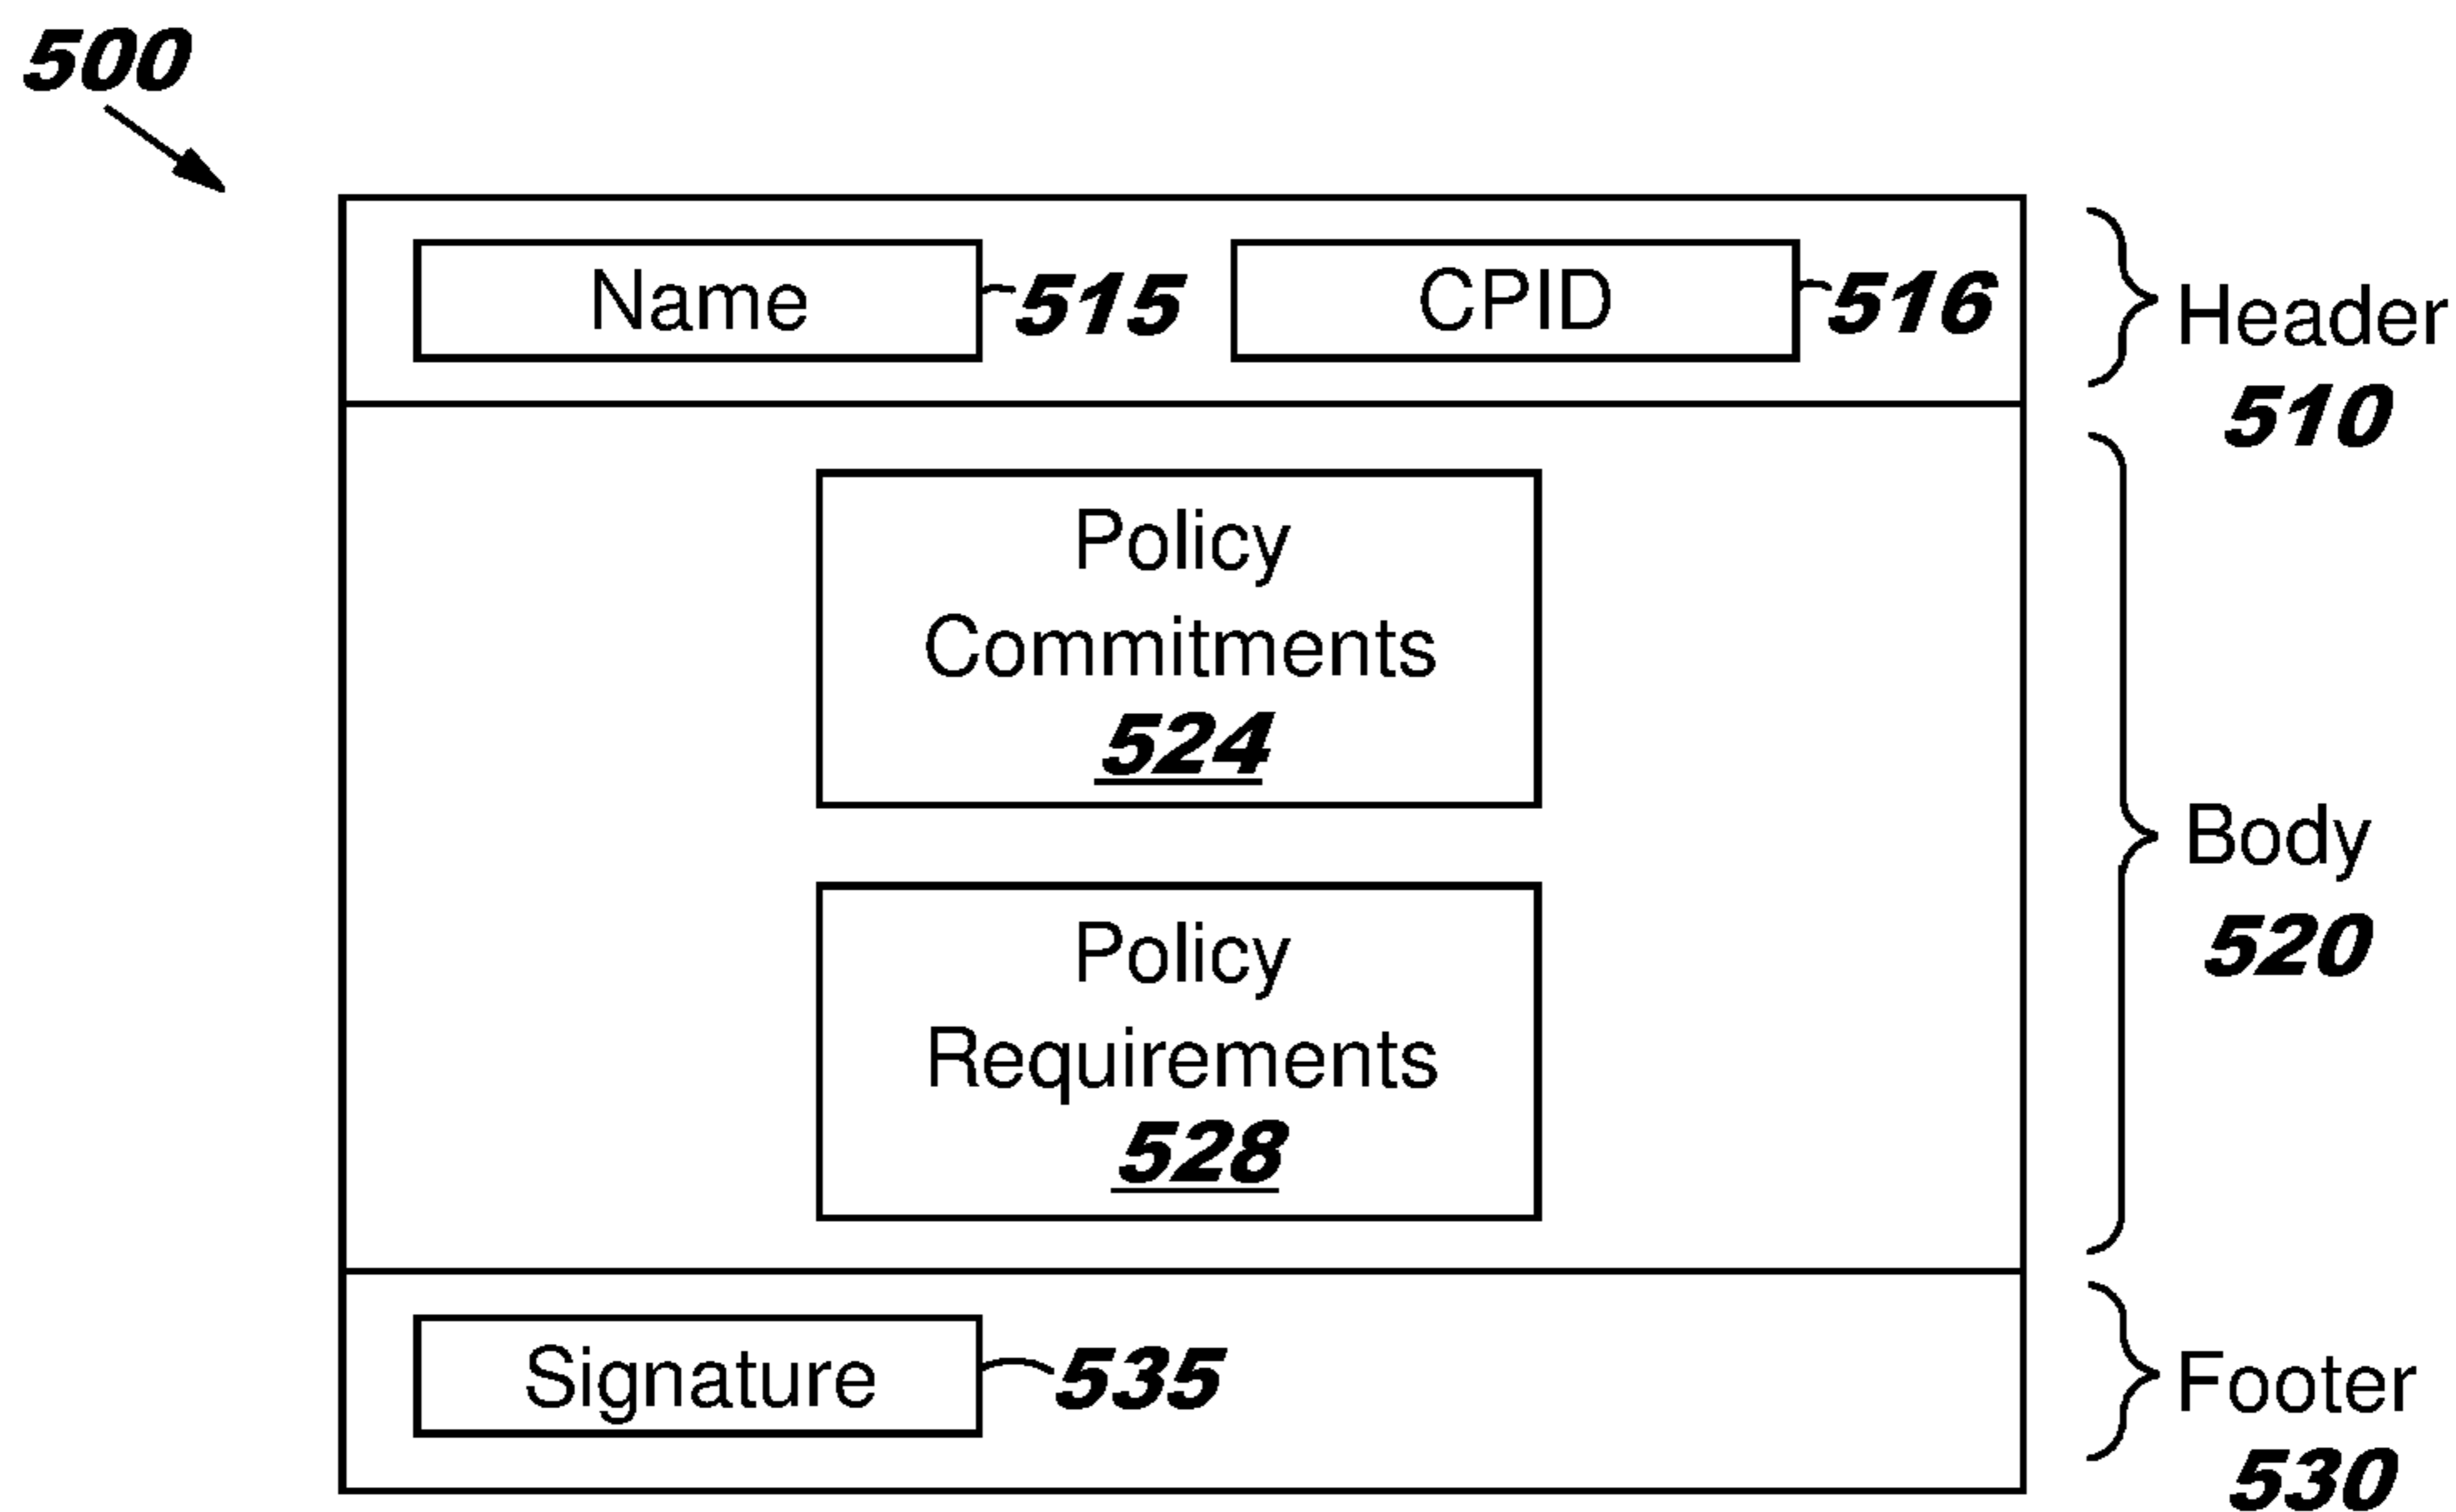 500
Name
515
CPID
516
Header
510
Policy
Commitments
524
Policy
Requirements
528
Body
520
Signature
535
Footer
530